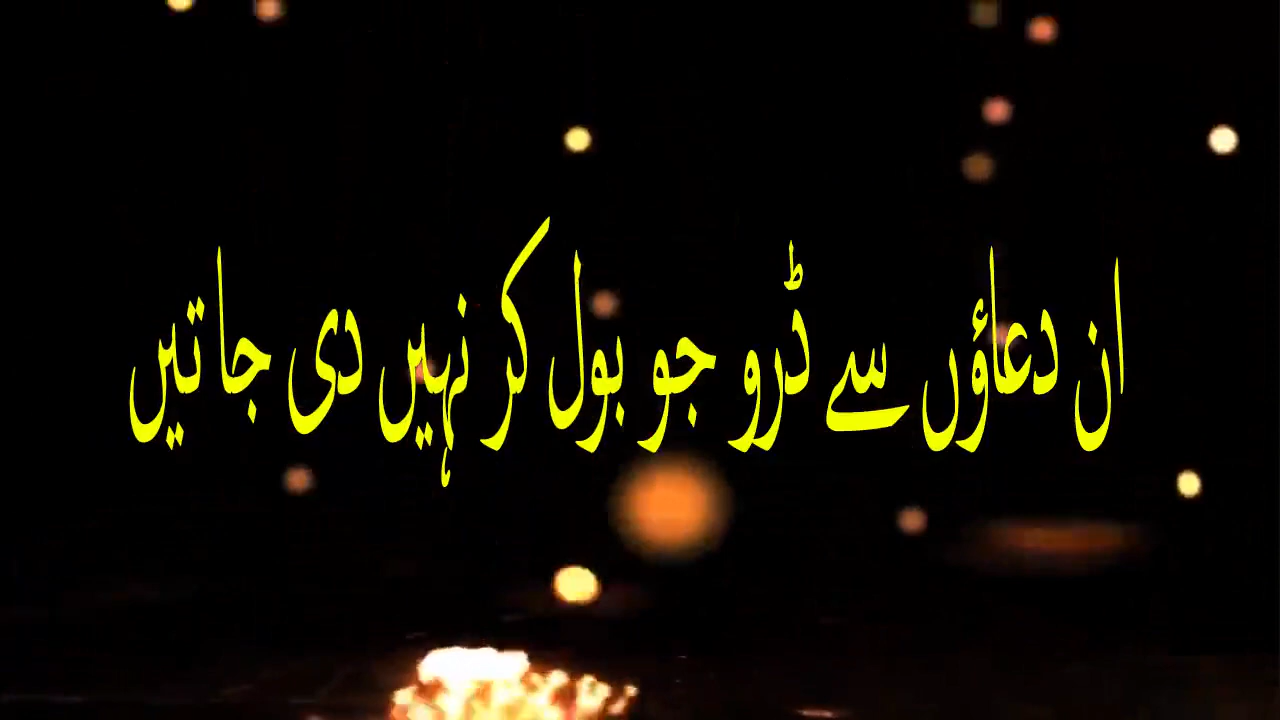 ان دعاؤں سے ڈرو جو بول کر نہیں دی جاتیں